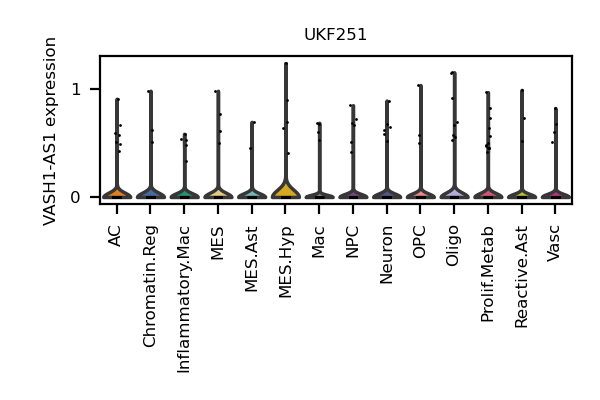 UKF251
VASH1-AS1 expression
1
0
AC
Chromatin.Reg
Inflammatory.Mac
MES
MES.Ast
MES.Hyp
Mac
NPC
Neuron
OPC
Oligo
Prolif.Metab
Reactive.Ast
Vasc